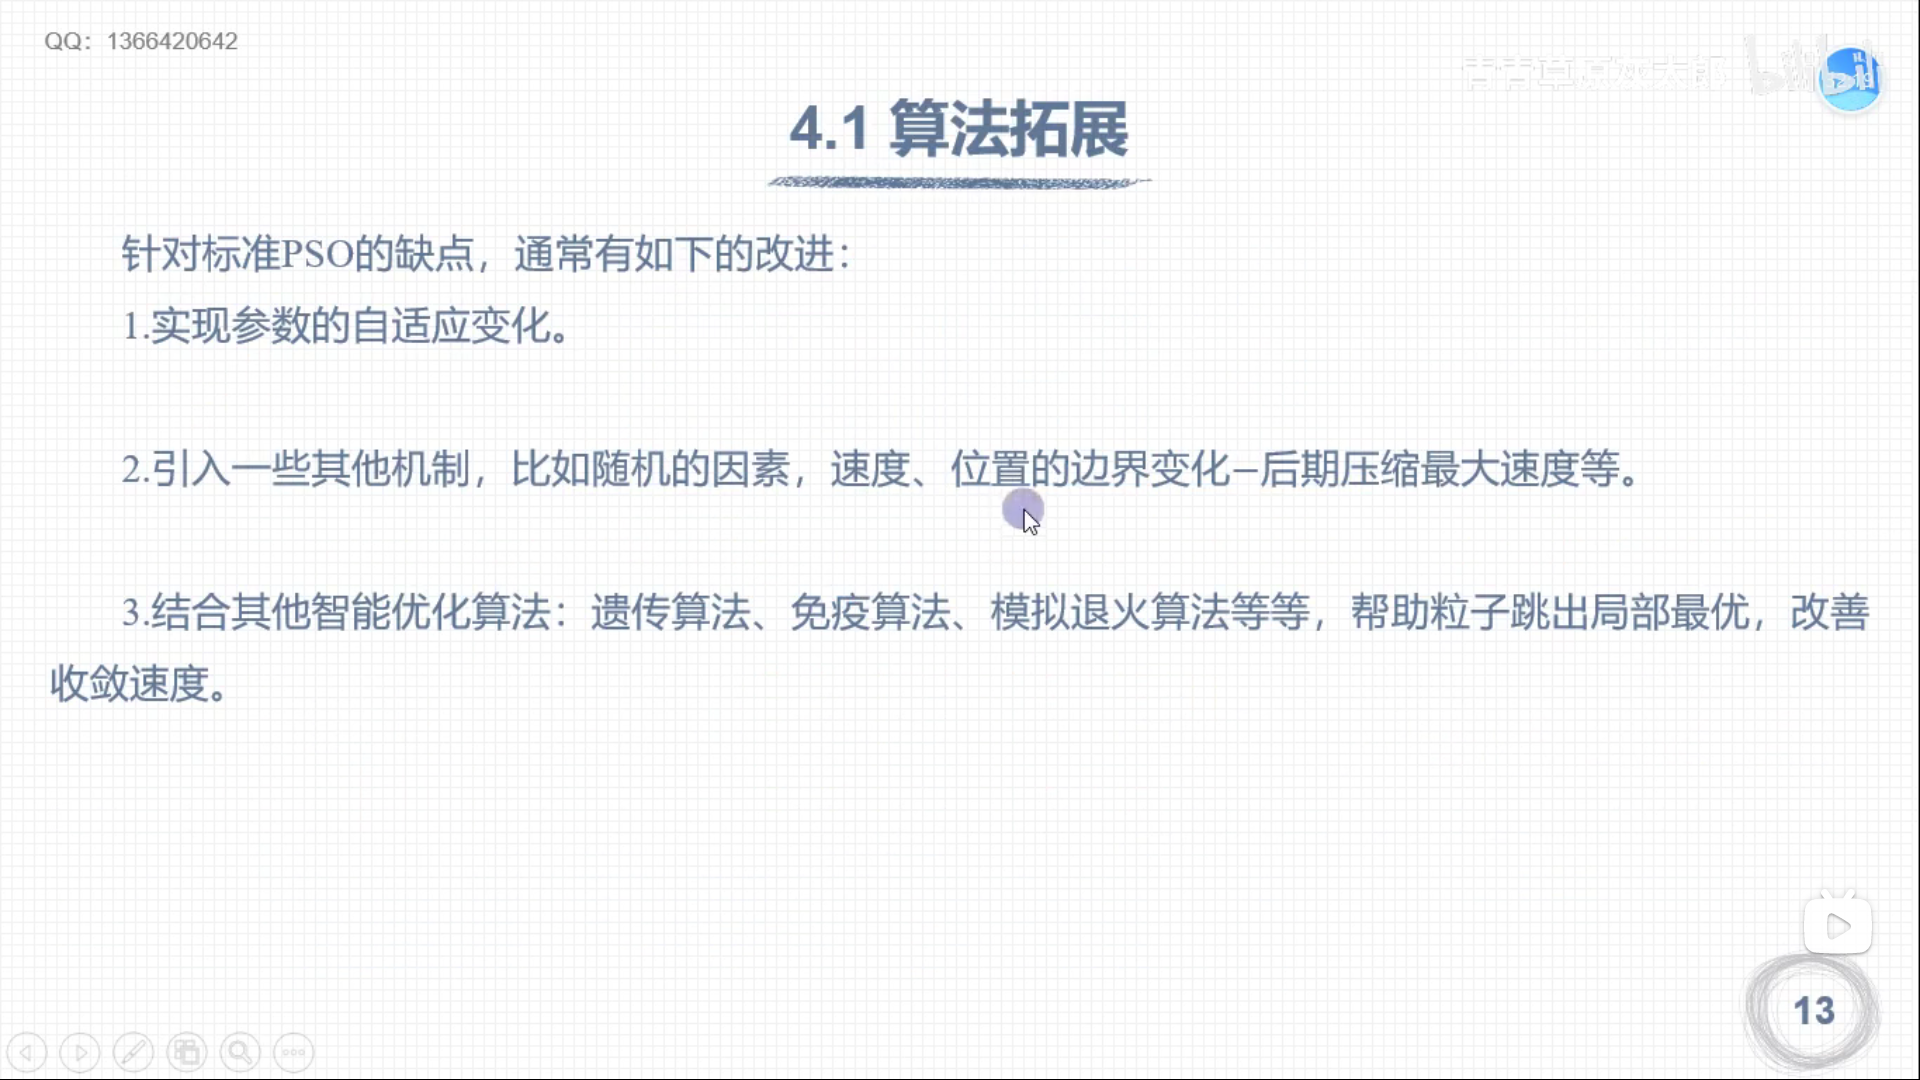 QQ：1366420642
bilibili
4.1 算法拓展
针对标准PSO的缺点，通常有如下的改进：
1.实现参数的自适应变化。
2.引入一些其他机制，比如随机的因素，速度、位置的边界变化–后期压缩最大速度等。
3.结合其他智能优化算法：遗传算法、免疫算法、模拟退火算法等等，帮助粒子跳出局部最优，改善
收敛速度。
13